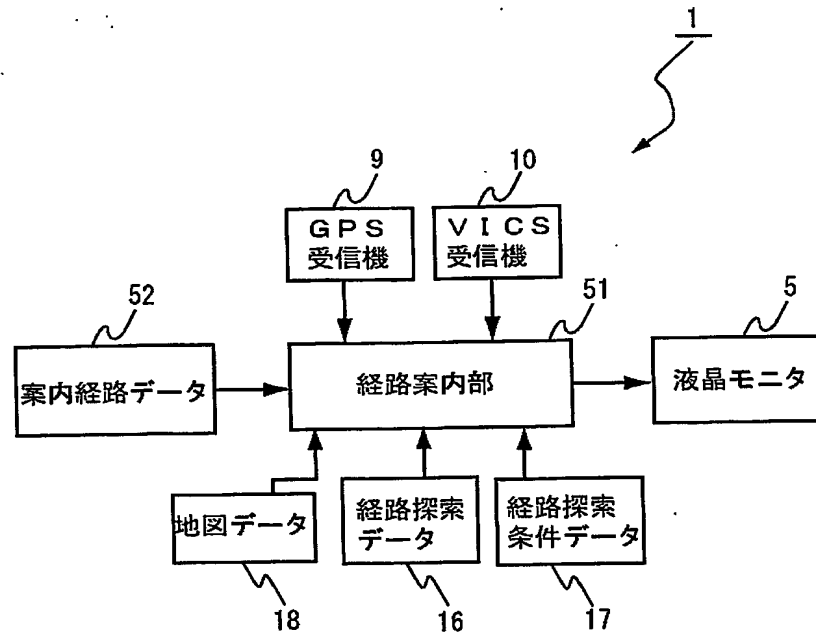 1
9
10
GPS
受信機
VICS
受信機
52
51
5
案内経路データ
経路案内部
液晶モニタ
地図データ
経路探索
データ
経路探索
条件データ
18
16
17